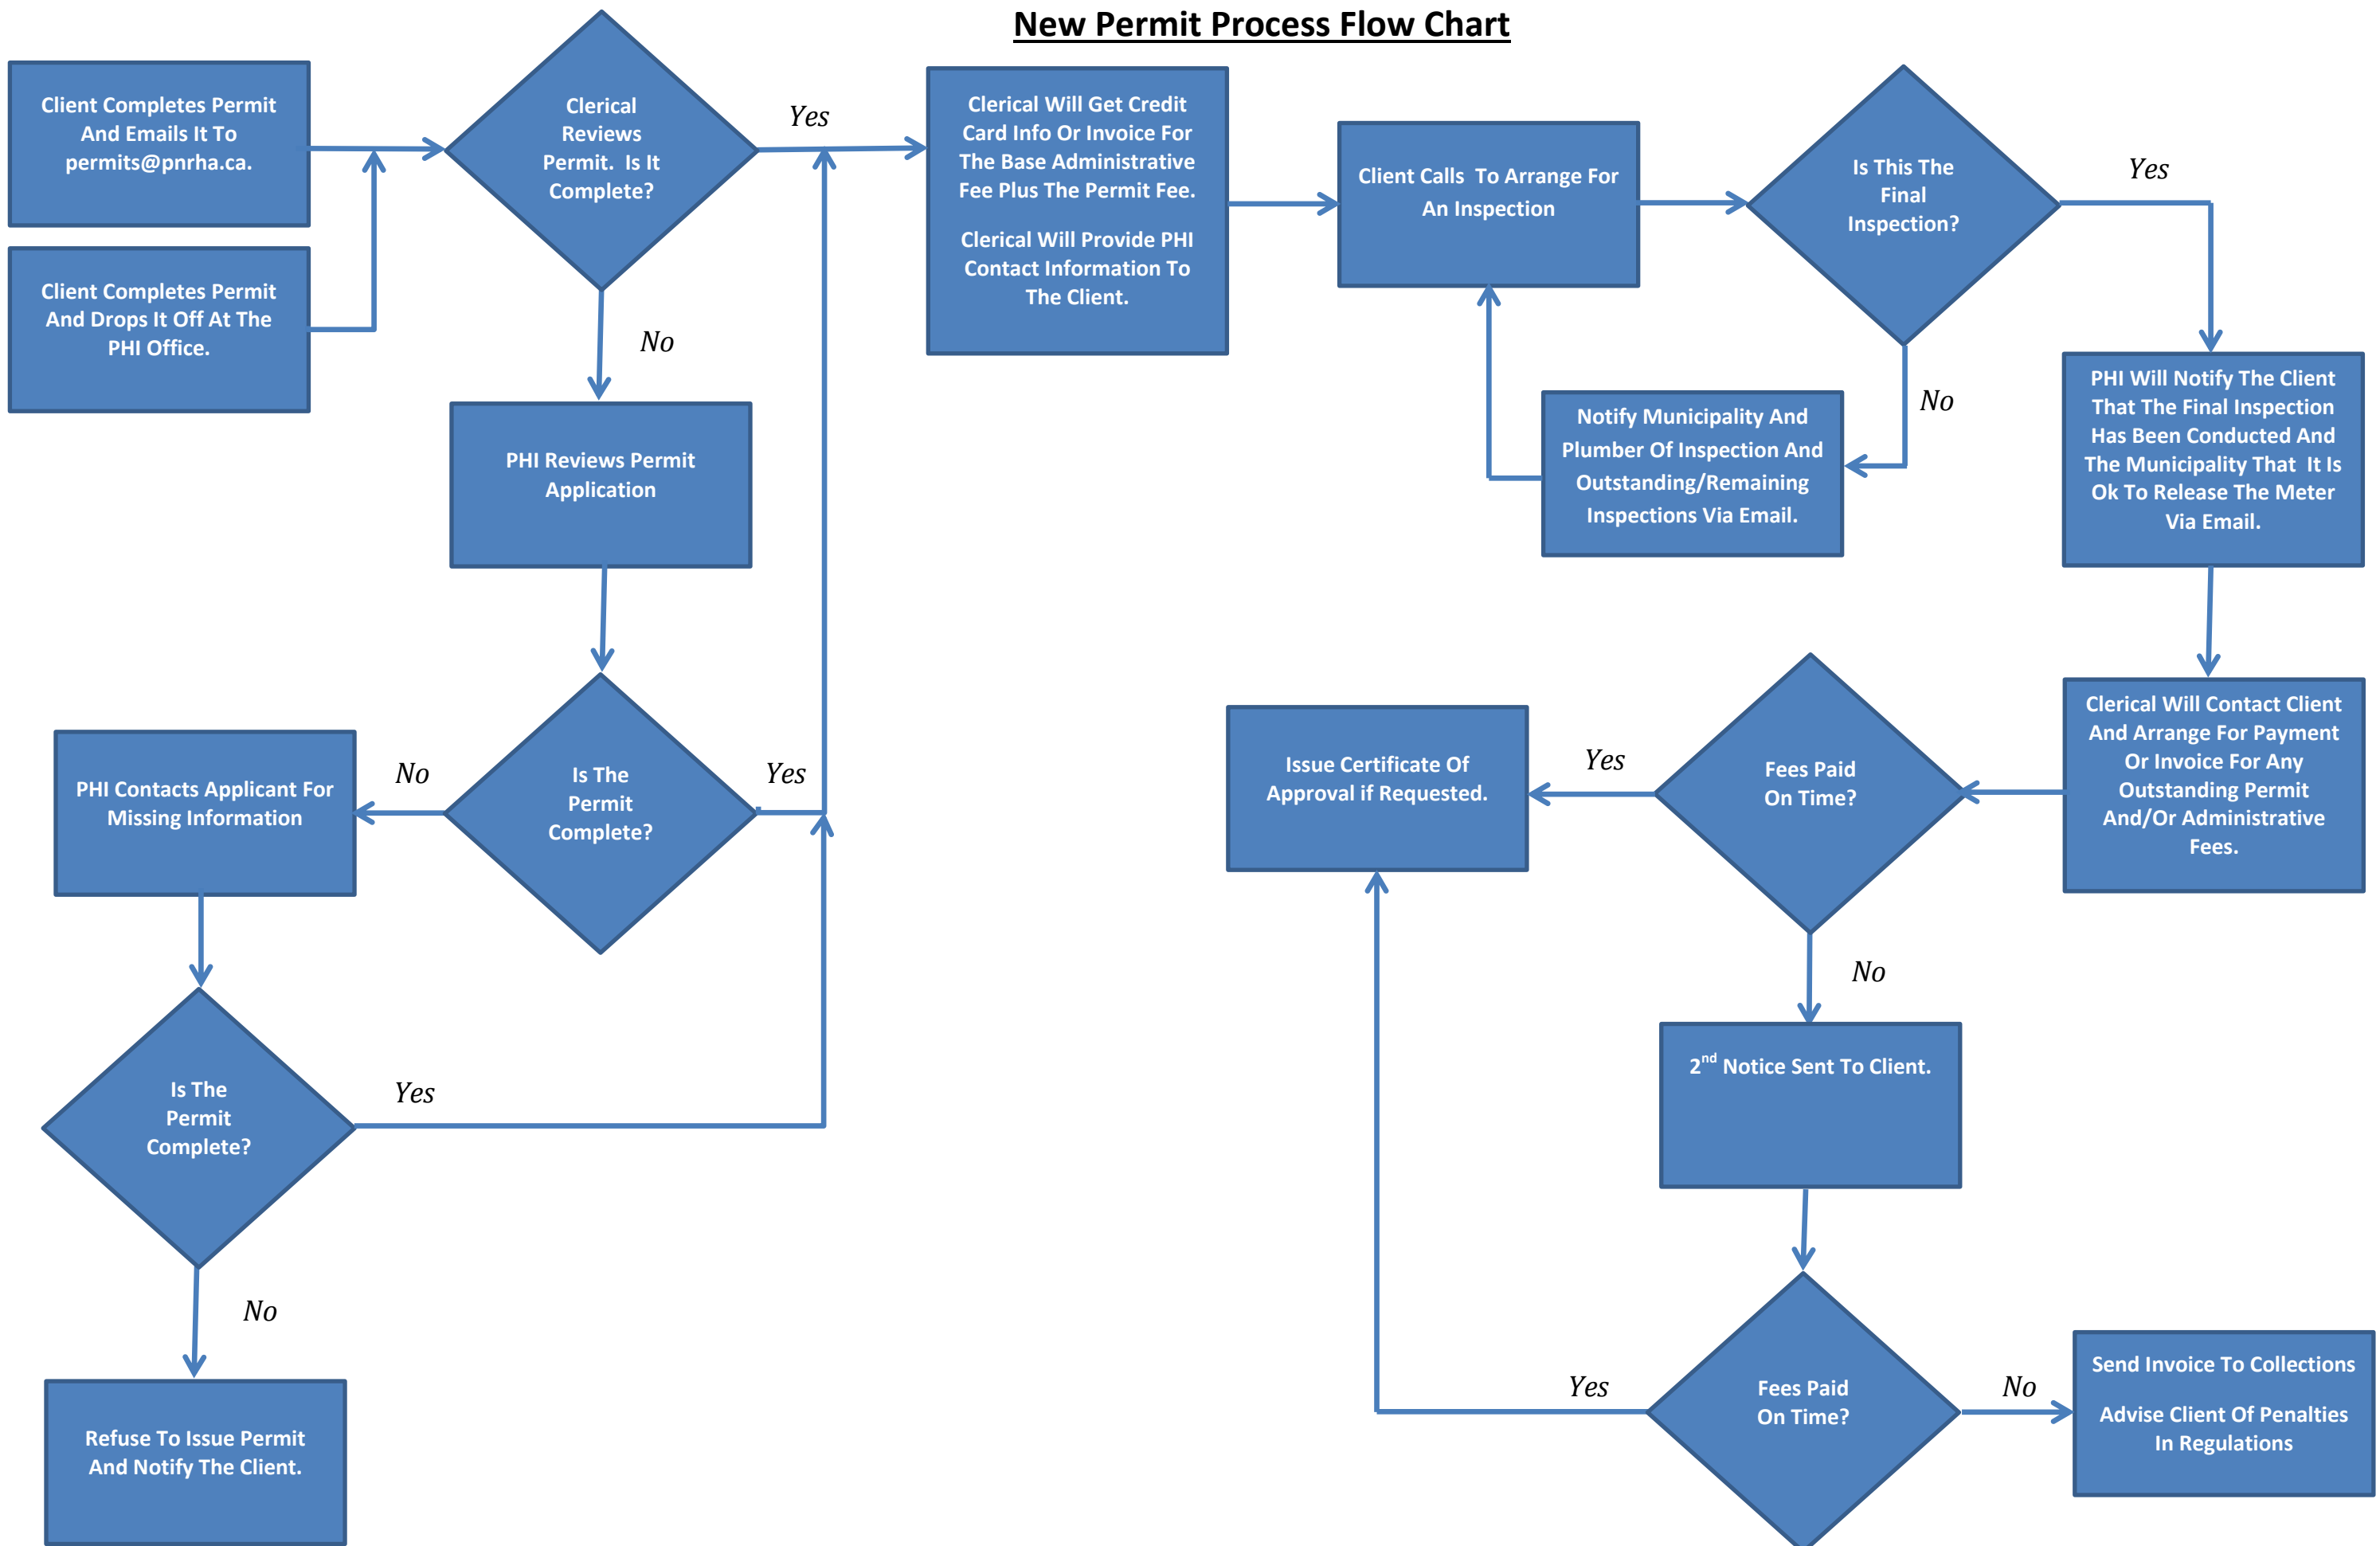 New Permit Process Flow Chart
Client Completes Permit
And Emails It To
permits@pnrha.ca.
Client Completes Permit
And Drops It Off At The
PHI Office.
Clerical
Reviews
Permit.  Is It
Complete?
Yes
No
PHI Reviews Permit
Application
Is The
Permit
Complete?
Yes
No
PHI Contacts Applicant For
Missing Information
Is The
Permit
Complete?
Yes
No
Refuse To Issue Permit
And Notify The Client.
Clerical Will Get Credit
Card Info Or Invoice For
The Base Administrative
Fee Plus The Permit Fee.
Clerical Will Provide PHI
Contact Information To
The Client.
Client Calls  To Arrange For
An Inspection
Is This The
Final
Inspection?
Yes
No
Notify Municipality And
Plumber Of Inspection And
Outstanding/Remaining
Inspections Via Email.
PHI Will Notify The Client
That The Final Inspection
Has Been Conducted And
The Municipality That  It Is
Ok To Release The Meter
Via Email.
Clerical Will Contact Client
And Arrange For Payment
Or Invoice For Any
Outstanding Permit
And/Or Administrative
Fees.
Fees Paid
On Time?
Yes
Issue Certificate Of
Approval if Requested.
No
2nd Notice Sent To Client.
Fees Paid
On Time?
Yes
No
Send Invoice To Collections
Advise Client Of Penalties
In Regulations